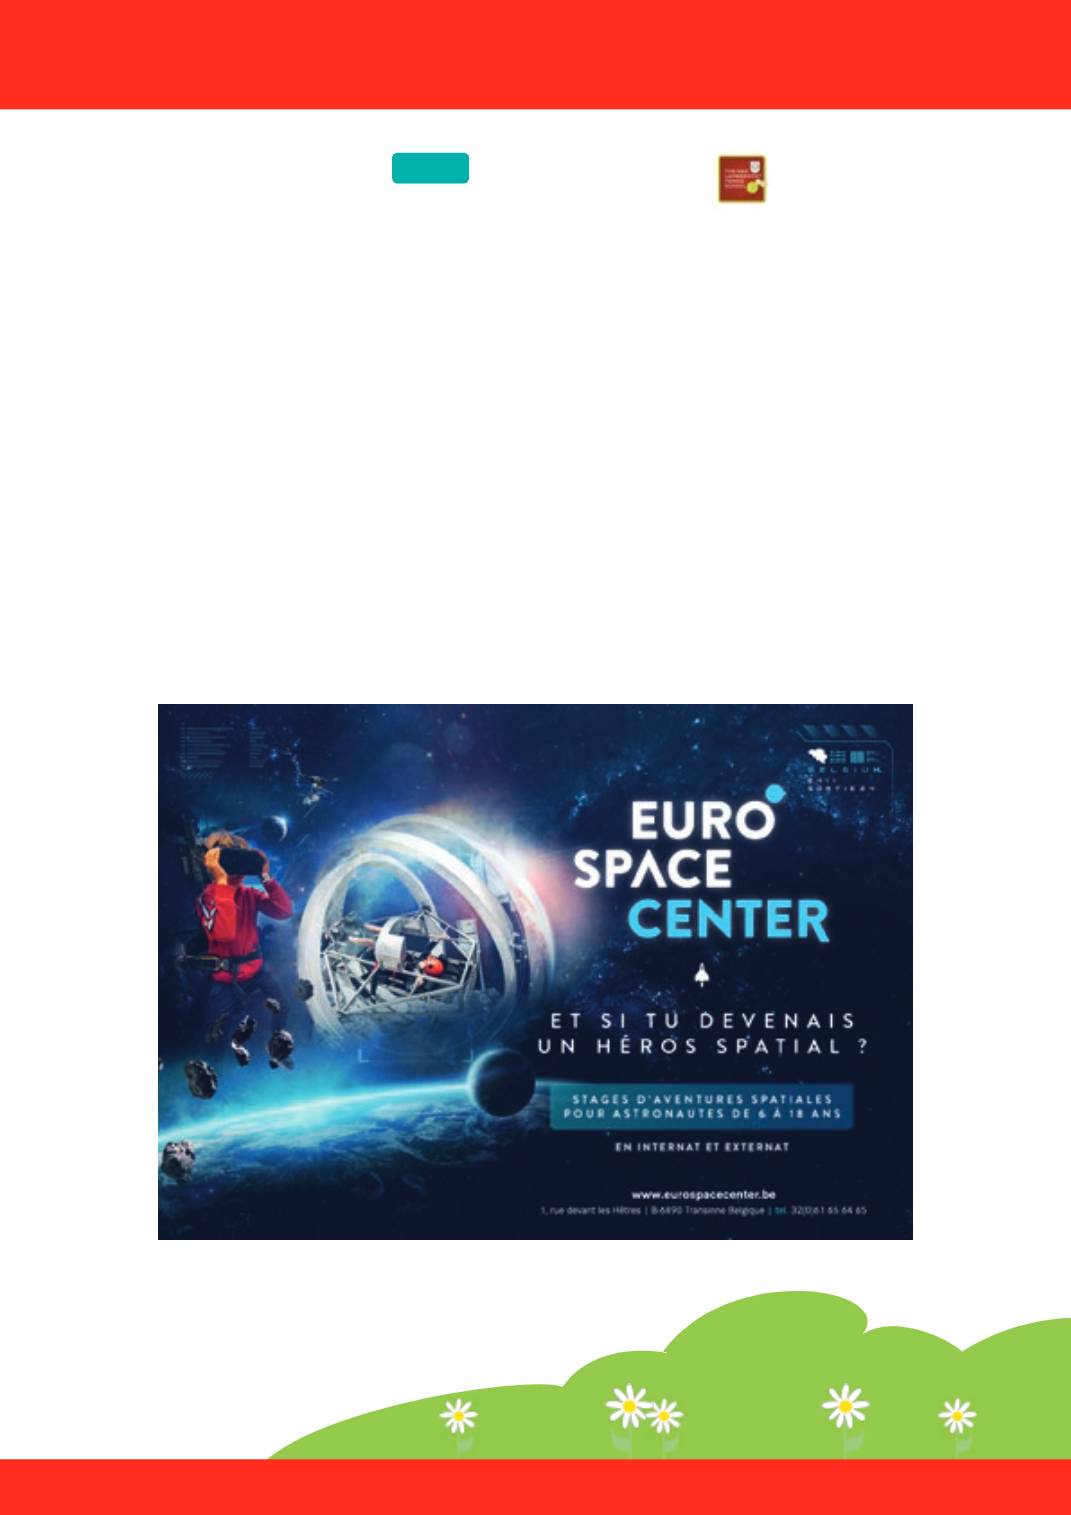 BELGIUM
EURO
SPACE
CENTER
ET SI TU DEVENAIS
UN HÉROS SPATIAL ?
STAGES D'AVENTURES SPATIALES
POUR ASTRONAUTES DE 6 À 18 ANS
EN INTERNAT ET EXTERNAT
www.eurospacecenter.be
1, rue devant les Hêtres | B-6890 Transinne Belgique | tel. 32(0)61 65 64 65